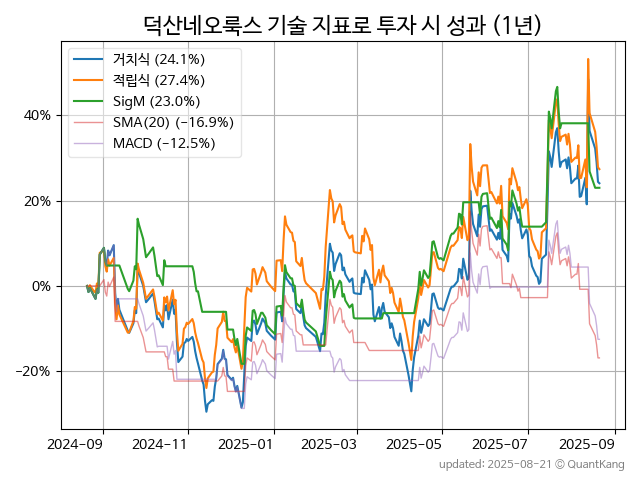 덕산네오룩스 기술 지표로 투자 시 성과 (1년)
거치식 (24.1%)
적립식 (27.4%)
SigM (23.0%)
SMA(20) (−16.9%)
MACD (−12.5%)
40%
20%
0%
−20%
2024-09 2024-11 2025-01 2025-03 2025-05 2025-07 2025-09
updated: 2025-08-21 © QuantKang